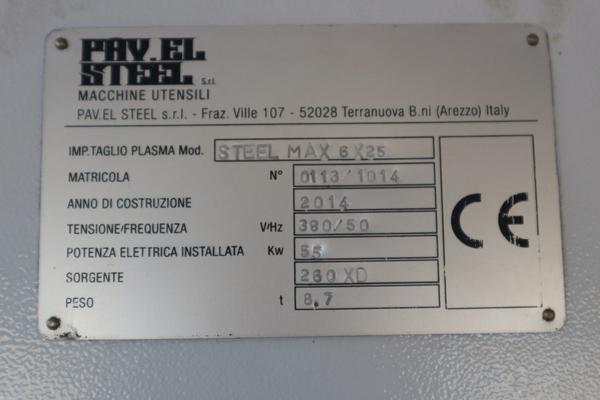 PAV.EL
STEEL S.r.l.
MACCHINE UTENSILI
PAV.EL STEEL s.r.l. - Fraz. Ville 107 - 52028 Terranuova B.ni (Arezzo) Italy
IMP.TAGLIO PLASMA Mod. STEEL MAX 6X25
MATRICOLA N° 0113/1014
ANNO DI COSTRUZIONE 2014
TENSIONE/FREQUENZA V/Hz 380/50
POTENZA ELETTRICA INSTALLATA Kw 55
SORGENTE 260 XD
PESO t 8.7
CE